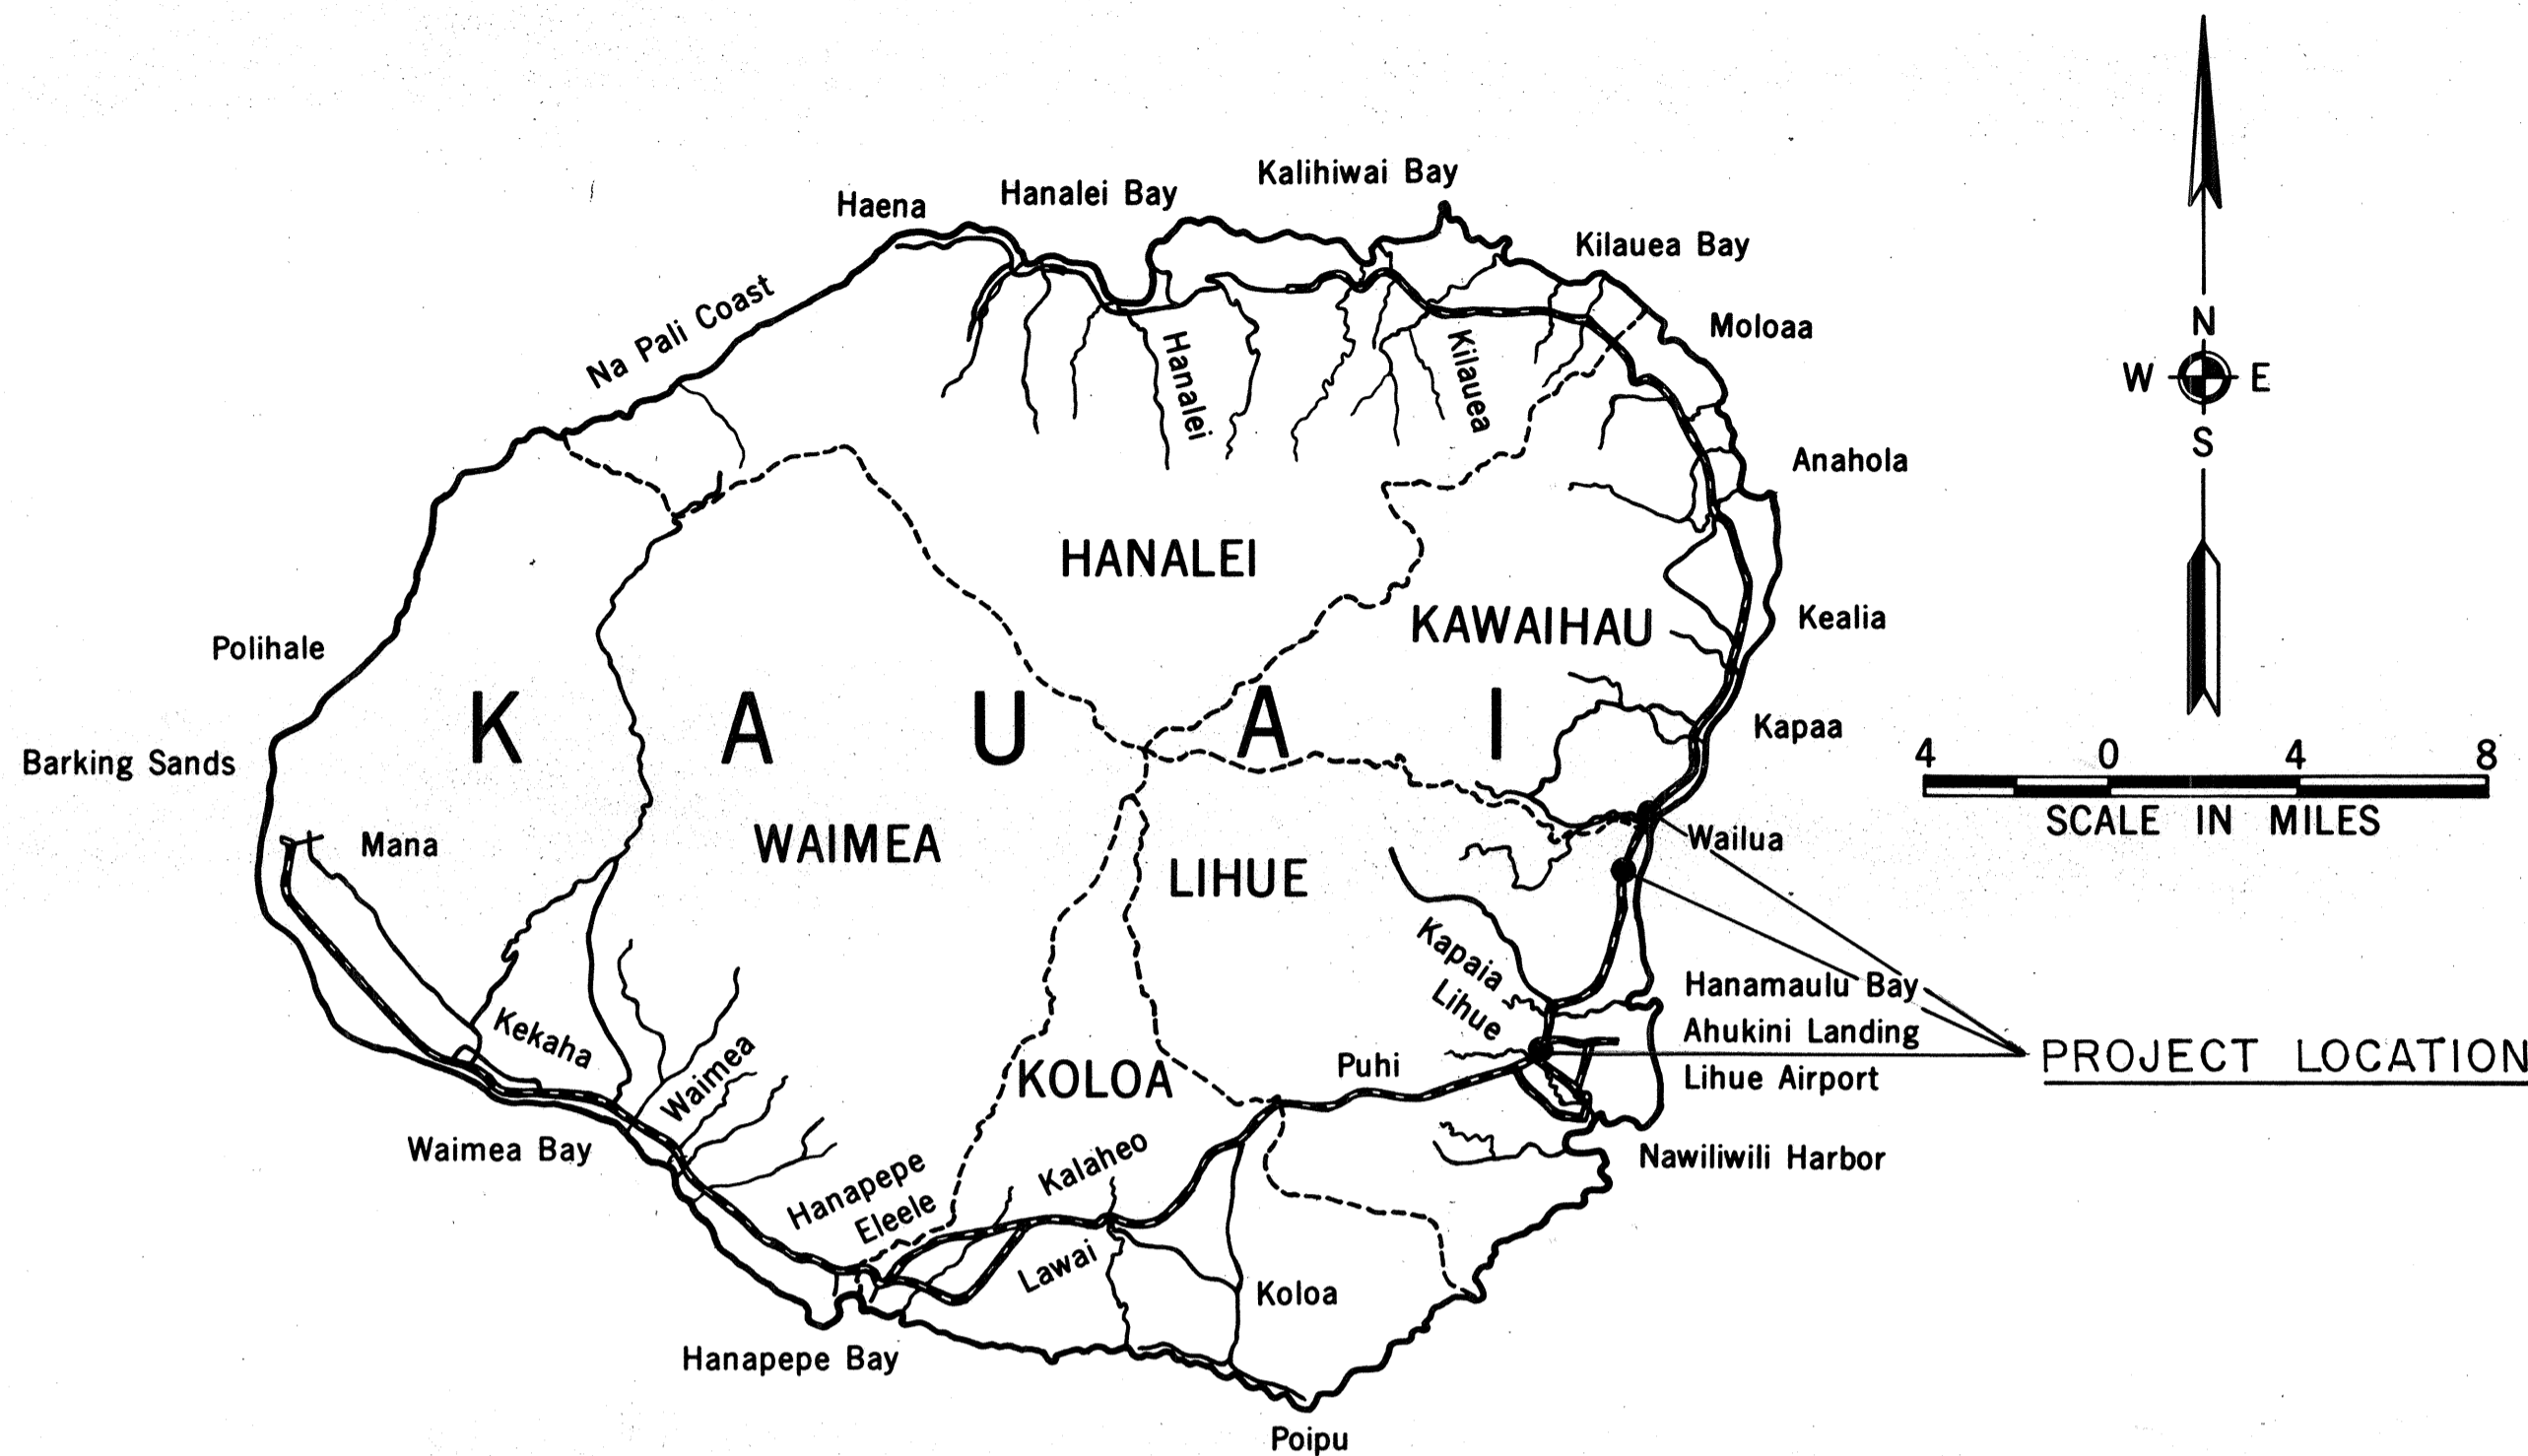 Kalihiwai Bay
Hanalei Bay
Haena
Kilauea Bay
Na Pali Coast
Moloaa
N
W E
S
Hanalei
Kilauea
Anahola
HANALEI
KAWAIHAU
Kealia
Polihale
K A U A I
Kapaa
Barking Sands
4 0 4 8
SCALE IN MILES
Mana
WAIMEA
LIHUE
Wailua
Kapaia
Lihue
Hanamaulu Bay
Ahukini Landing
Lihue Airport
PROJECT LOCATION
Kekaha
Waimea
KOLOA
Puhi
Waimea Bay
Nawiliwili Harbor
Hanapepe
Eleele
Kalaheo
Lawai
Koloa
Hanapepe Bay
Poipu